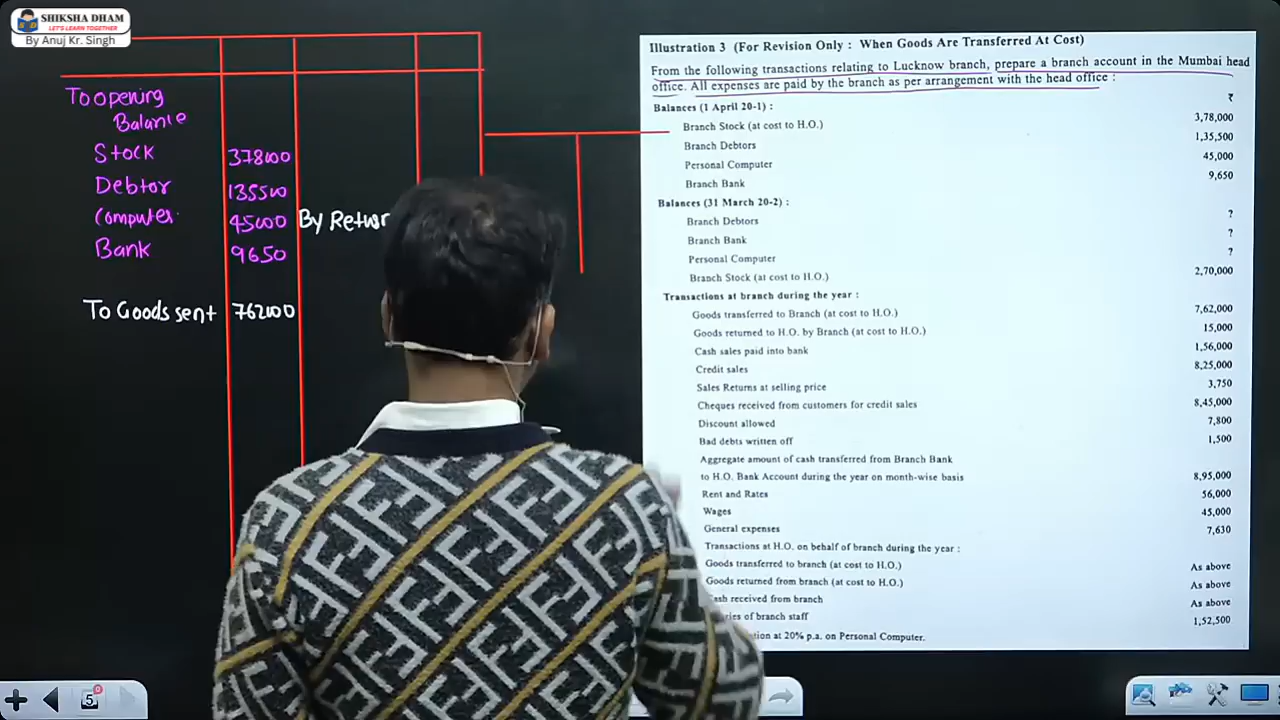 SHIKSHA DHAM
LET'S LEARN TOGETHER
By Anuj Kr. Singh
To opening
Balance
Stock 378000
Debtor 135500
Computer 45000
Bank 9650
To Goods sent 762000
By Retur
Illustration 3 (For Revision Only : When Goods Are Transferred At Cost)
From the following transactions relating to Lucknow branch, prepare a branch account in the Mumbai head
office. All expenses are paid by the branch as per arrangement with the head office :
Balances (1 April 20-1) : ₹
Branch Stock (at cost to H.O.) 3,78,000
Branch Debtors 1,35,500
Personal Computer 45,000
Branch Bank 9,650
Balances (31 March 20-2) :
Branch Debtors ?
Branch Bank ?
Personal Computer ?
Branch Stock (at cost to H.O.) 2,70,000
Transactions at branch during the year :
Goods transferred to Branch (at cost to H.O.) 7,62,000
Goods returned to H.O. by Branch (at cost to H.O.) 15,000
Cash sales paid into bank 1,56,000
Credit sales 8,25,000
Sales Returns at selling price 3,750
Cheques received from customers for credit sales 8,45,000
Discount allowed 7,800
Bad debts written off 1,500
Aggregate amount of cash transferred from Branch Bank
to H.O. Bank Account during the year on month-wise basis 8,95,000
Rent and Rates 56,000
Wages 45,000
General expenses 7,630
Transactions at H.O. on behalf of branch during the year :
Goods transferred to branch (at cost to H.O.) As above
Goods returned from branch (at cost to H.O.) As above
received from branch As above
of branch staff 1,52,500
at 20% p.a. on Personal Computer.
5